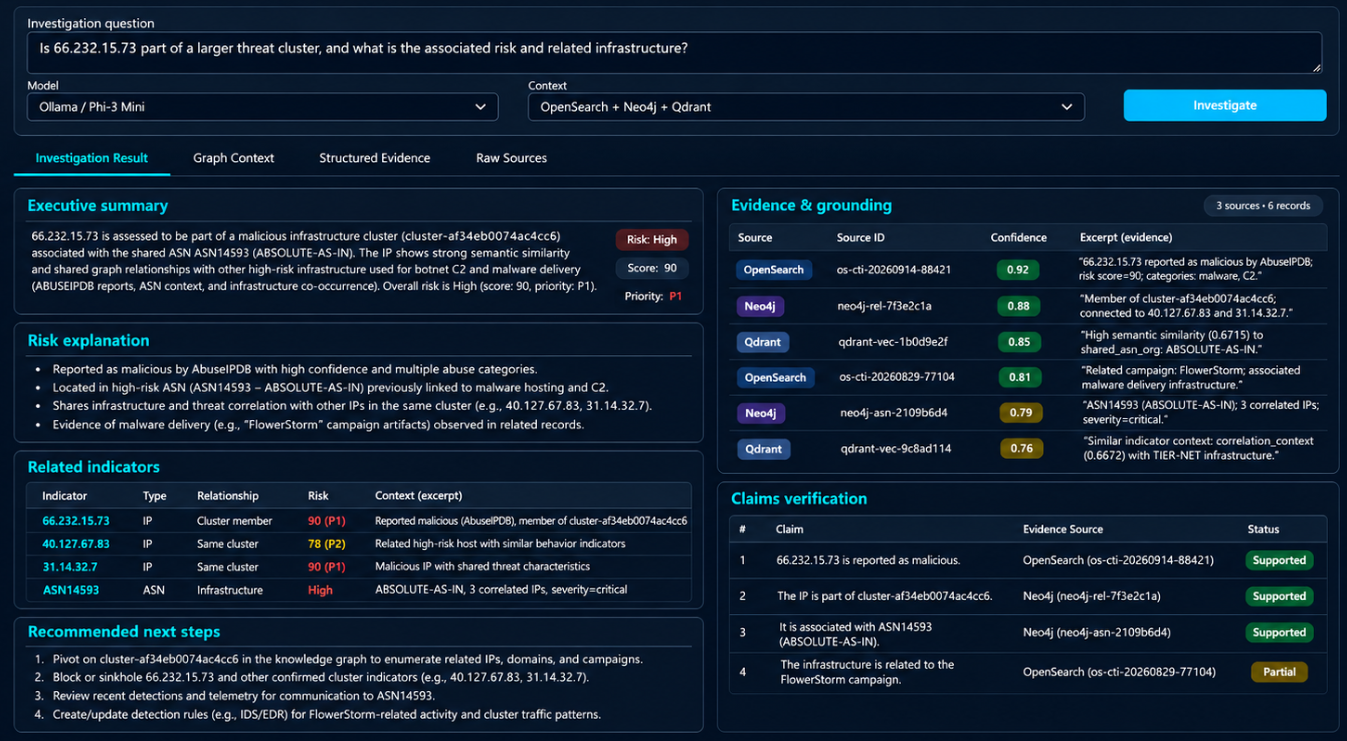 Investigation question
Is 66.232.15.73 part of a larger threat cluster, and what is the associated risk and related infrastructure?
Model
Context
Ollama / Phi-3 Mini
OpenSearch + Neo4j + Qdrant
Investigate
Investigation Result
Graph Context
Structured Evidence
Raw Sources
Executive summary
66.232.15.73 is assessed to be part of a malicious infrastructure cluster (cluster-af34eb0074ac4cc6)
associated with the shared ASN ASN14593 (ABSOLUTE-AS-IN). The IP shows strong semantic similarity
and shared graph relationships with other high-risk infrastructure used for botnet C2 and malware delivery
(ABUSEIPDB reports, ASN context, and infrastructure co-occurrence). Overall risk is High (score: 90, priority: P1).
Risk: High
Score: 90
Priority: P1
Risk explanation
• Reported as malicious by AbuseIPDB with high confidence and multiple abuse categories.
• Located in high-risk ASN (ASN14593 – ABSOLUTE-AS-IN) previously linked to malware hosting and C2.
• Shares infrastructure and threat correlation with other IPs in the same cluster (e.g., 40.127.67.83, 31.14.32.7).
• Evidence of malware delivery (e.g., "FlowerStorm" campaign artifacts) observed in related records.
Related indicators
Indicator Type Relationship Risk Context (excerpt)
66.232.15.73 IP Cluster member 90 (P1) Reported malicious (AbuseIPDB), member of cluster-af34eb0074ac4cc6
40.127.67.83 IP Same cluster 78 (P2) Related high-risk host with similar behavior indicators
31.14.32.7 IP Same cluster 90 (P1) Malicious IP with shared threat characteristics
ASN14593 ASN Infrastructure High ABSOLUTE-AS-IN, 3 correlated IPs, severity=critical
Recommended next steps
1. Pivot on cluster-af34eb0074ac4cc6 in the knowledge graph to enumerate related IPs, domains, and campaigns.
2. Block or sinkhole 66.232.15.73 and other confirmed cluster indicators (e.g., 40.127.67.83, 31.14.32.7).
3. Review recent detections and telemetry for communication to ASN14593.
4. Create/update detection rules (e.g., IDS/EDR) for FlowerStorm-related activity and cluster traffic patterns.
Evidence & grounding
3 sources • 6 records
Source Source ID Confidence Excerpt (evidence)
OpenSearch os-cti-20260914-88421 0.92 "66.232.15.73 reported as malicious by AbuseIPDB;
risk score=90; categories: malware, C2."
Neo4j neo4j-rel-7f3e2c1a 0.88 "Member of cluster-af34eb0074ac4cc6;
connected to 40.127.67.83 and 31.14.32.7."
Qdrant qdrant-vec-1b0d9e2f 0.85 "High semantic similarity (0.6715) to
shared_asn_org: ABSOLUTE-AS-IN."
OpenSearch os-cti-20260829-77104 0.81 "Related campaign: FlowerStorm; associated
malware delivery infrastructure."
Neo4j neo4j-asn-2109b6d4 0.79 "ASN14593 (ABSOLUTE-AS-IN); 3 correlated IPs;
severity=critical."
Qdrant qdrant-vec-9c8ad114 0.76 "Similar indicator context: correlation_context
(0.6672) with TIER-NET infrastructure."
Claims verification
# Claim Evidence Source Status
1 66.232.15.73 is reported as malicious. OpenSearch (os-cti-20260914-88421) Supported
2 The IP is part of cluster-af34eb0074ac4cc6. Neo4j (neo4j-rel-7f3e2c1a) Supported
3 It is associated with ASN14593
(ABSOLUTE-AS-IN). Neo4j (neo4j-asn-2109b6d4) Supported
4 The infrastructure is related to the
FlowerStorm campaign. OpenSearch (os-cti-20260829-77104) Partial